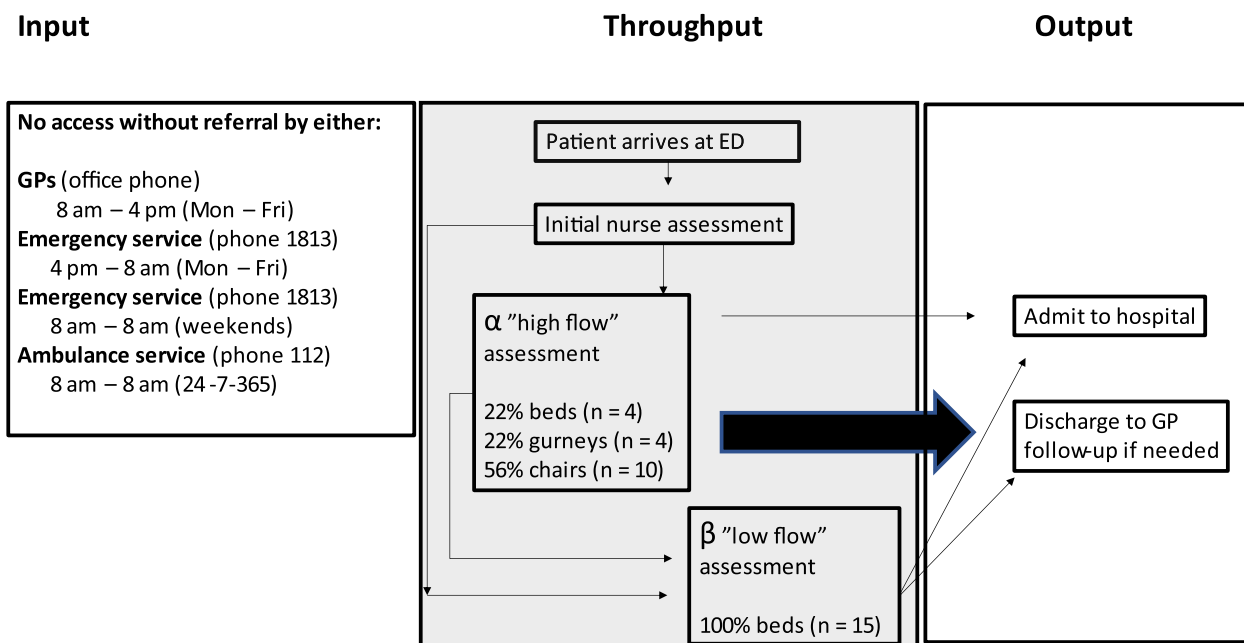 Input
Throughput
Output
No access without referral by either:
GPs (office phone)
8 am – 4 pm (Mon – Fri)
Emergency service (phone 1813)
4 pm – 8 am (Mon – Fri)
Emergency service (phone 1813)
8 am – 8 am (weekends)
Ambulance service (phone 112)
8 am – 8 am (24 -7-365)
Patient arrives at ED
Initial nurse assessment
α ”high flow”
assessment
22% beds (n = 4)
22% gurneys (n = 4)
56% chairs (n = 10)
β ”low flow”
assessment
100% beds (n = 15)
Admit to hospital
Discharge to GP
follow-up if needed